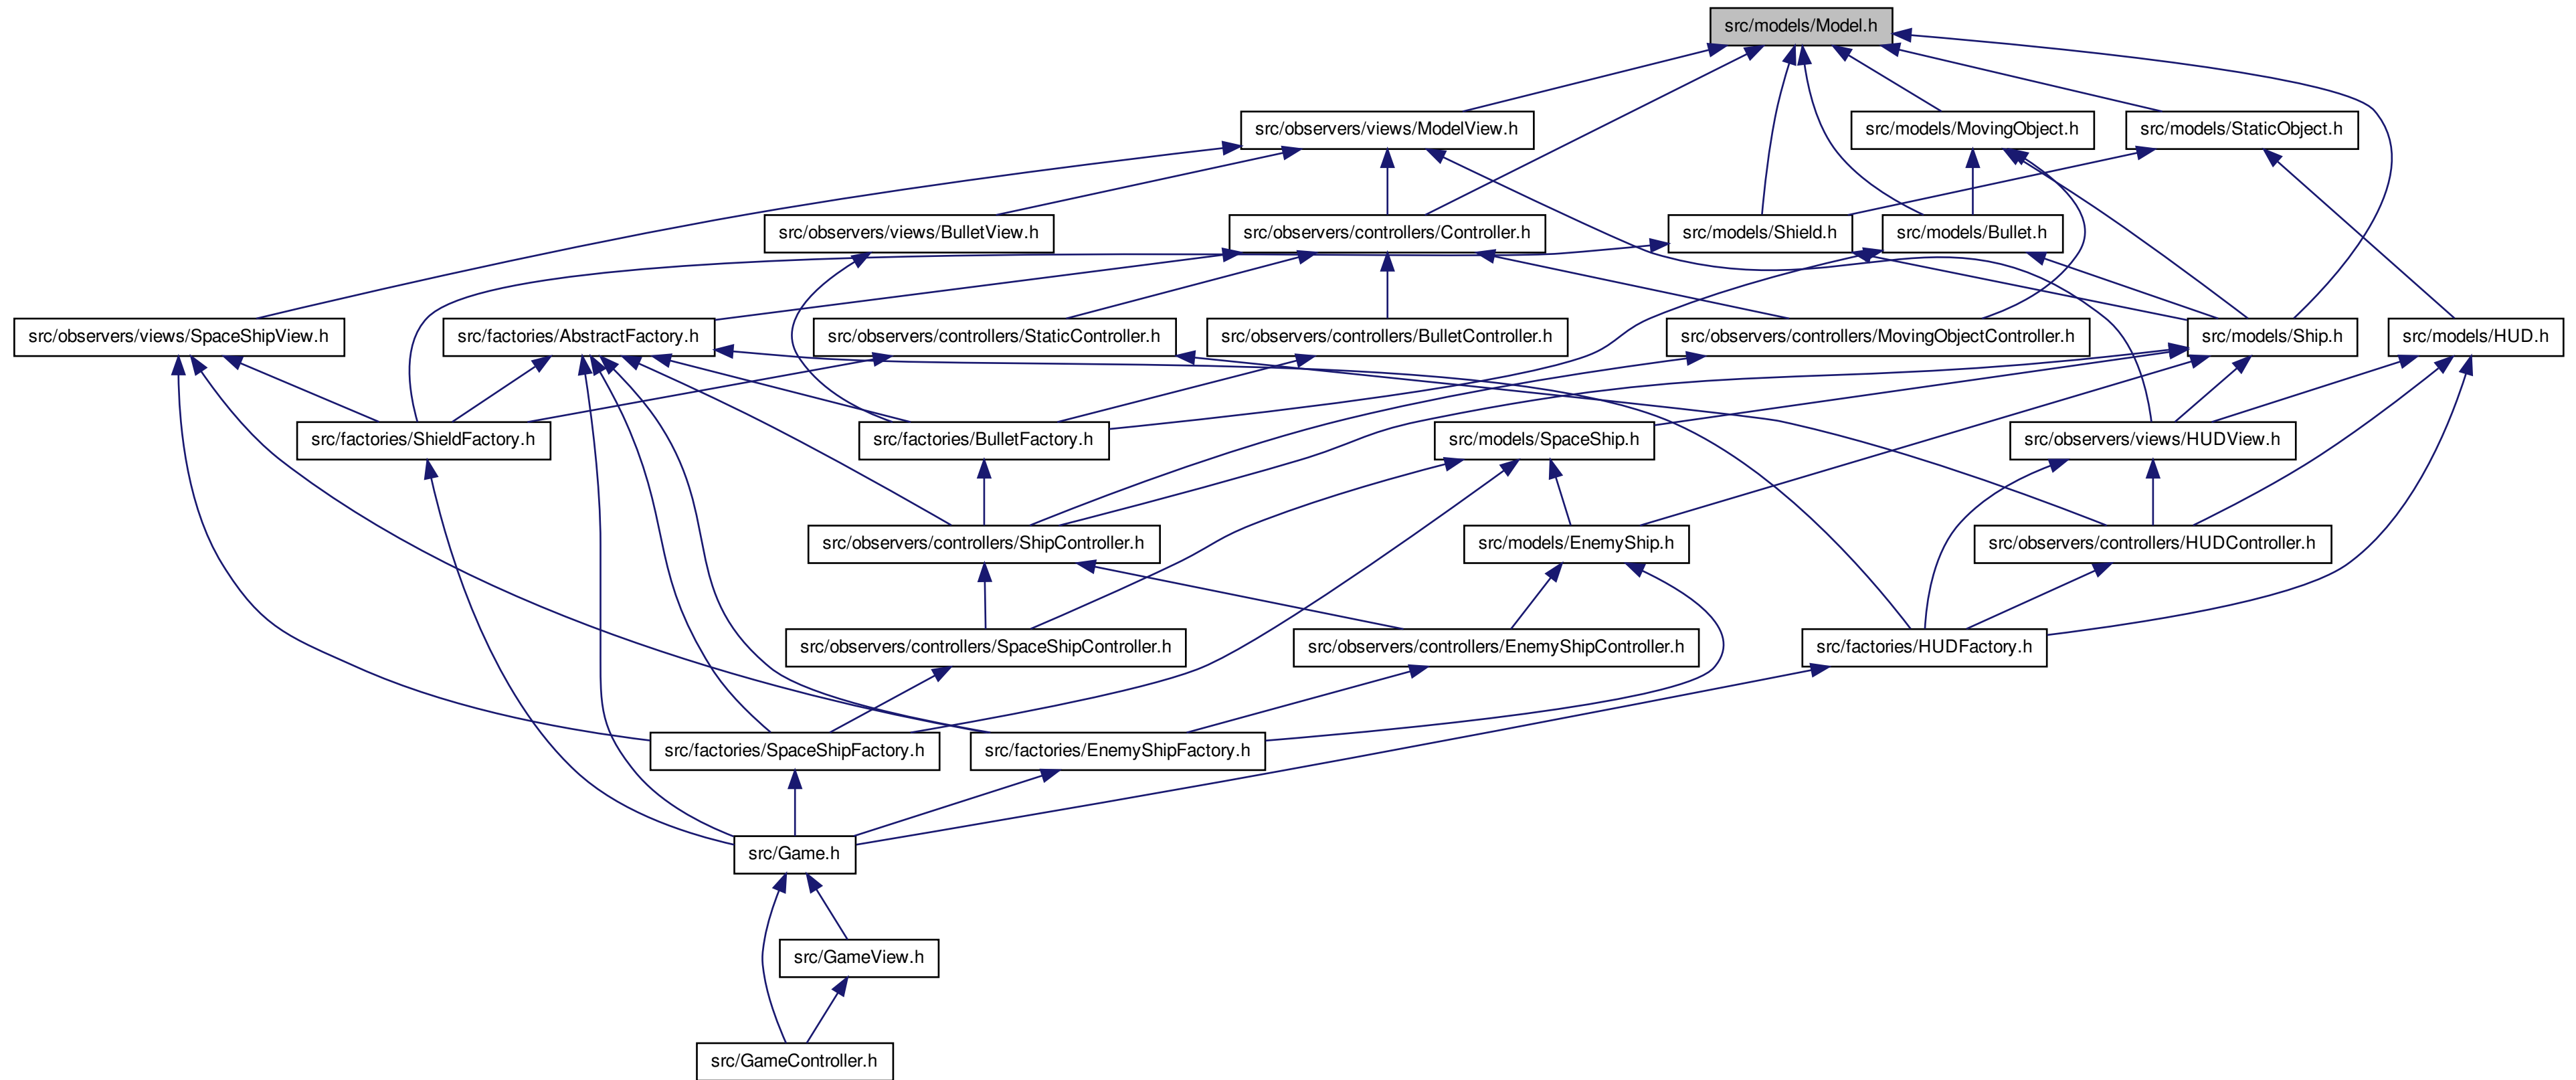 src/models/Model.h
src/observers/views/ModelView.h
src/models/MovingObject.h
src/models/StaticObject.h
src/observers/views/BulletView.h
src/observers/controllers/Controller.h
src/models/Shield.h
src/models/Bullet.h
src/observers/views/SpaceShipView.h
src/factories/AbstractFactory.h
src/observers/controllers/StaticController.h
src/observers/controllers/BulletController.h
src/observers/controllers/MovingObjectController.h
src/models/Ship.h
src/models/HUD.h
src/factories/ShieldFactory.h
src/factories/BulletFactory.h
src/models/SpaceShip.h
src/observers/views/HUDView.h
src/observers/controllers/ShipController.h
src/models/EnemyShip.h
src/observers/controllers/HUDController.h
src/observers/controllers/SpaceShipController.h
src/observers/controllers/EnemyShipController.h
src/factories/HUDFactory.h
src/factories/SpaceShipFactory.h
src/factories/EnemyShipFactory.h
src/Game.h
src/GameView.h
src/GameController.h